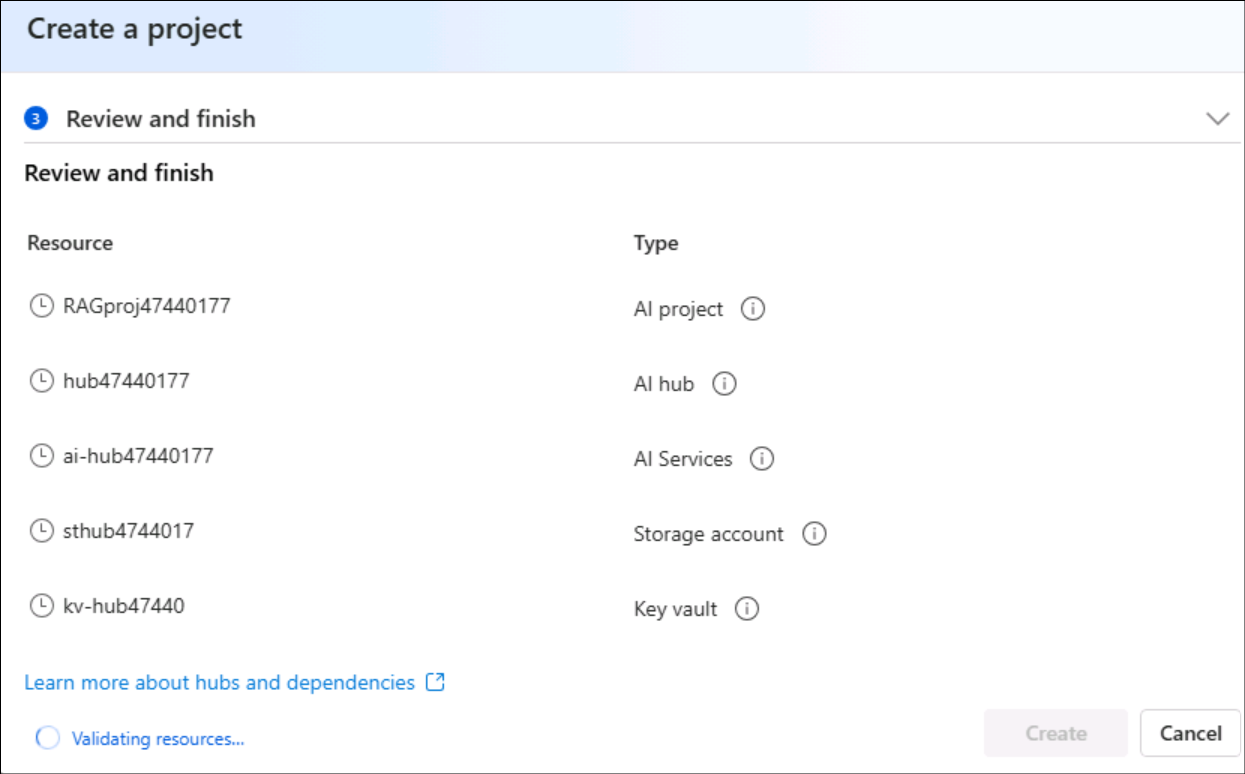 Create a project
3 Review and finish
Review and finish
Resource Type
RAGproj47440177 AI project
hub47440177 AI hub
ai-hub47440177 AI Services
sthub4744017 Storage account
kv-hub47440 Key vault
Learn more about hubs and dependencies
Validating resources... Create Cancel